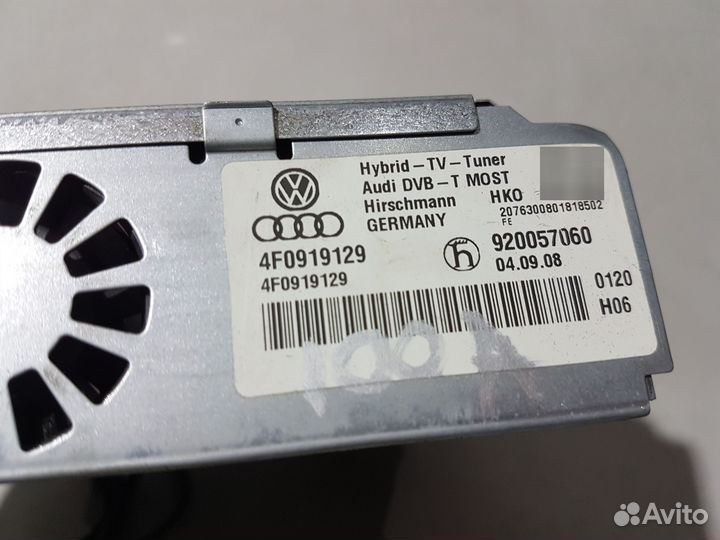 Hybrid-TV-Tuner
Audi DVB-T MOST
Hirschmann HKO
GERMANY
2076300801818502
FE
4F0919129
920057060
4F0919129
04.09.08
0120
H06
100A
Avito